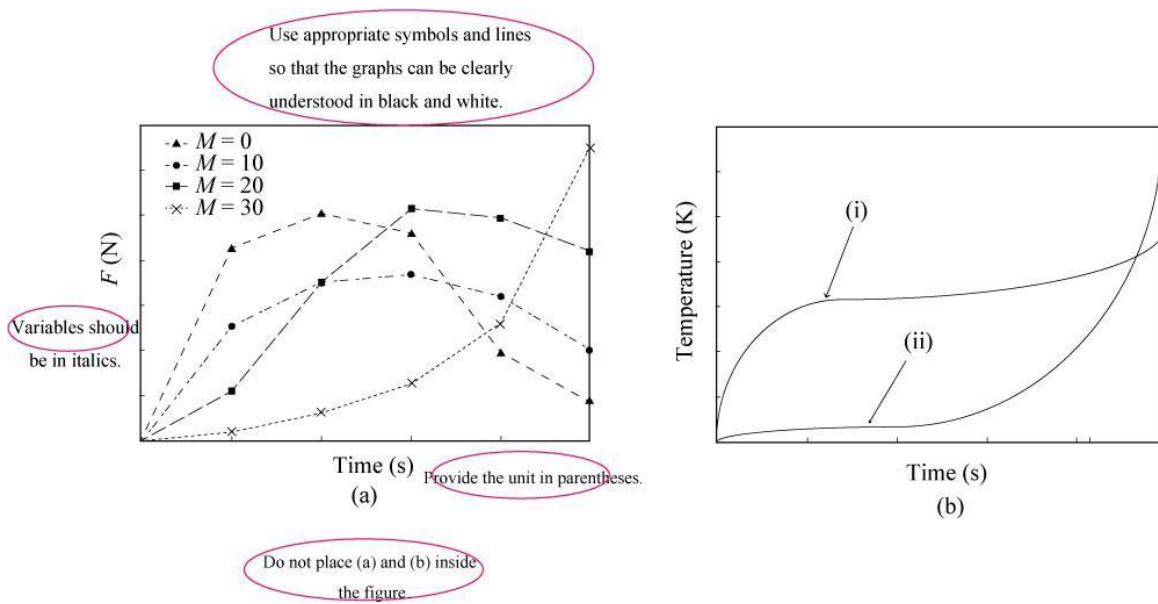 Use appropriate symbols and lines
so that the graphs can be clearly
understood in black and white.
M = 0
M = 10
M = 20
M = 30
F (N)
Variables should
be in italics.
Time (s)
(a)
Provide the unit in parentheses.
Do not place (a) and (b) inside
the figure.
Temperature (K)
(i)
(ii)
Time (s)
(b)